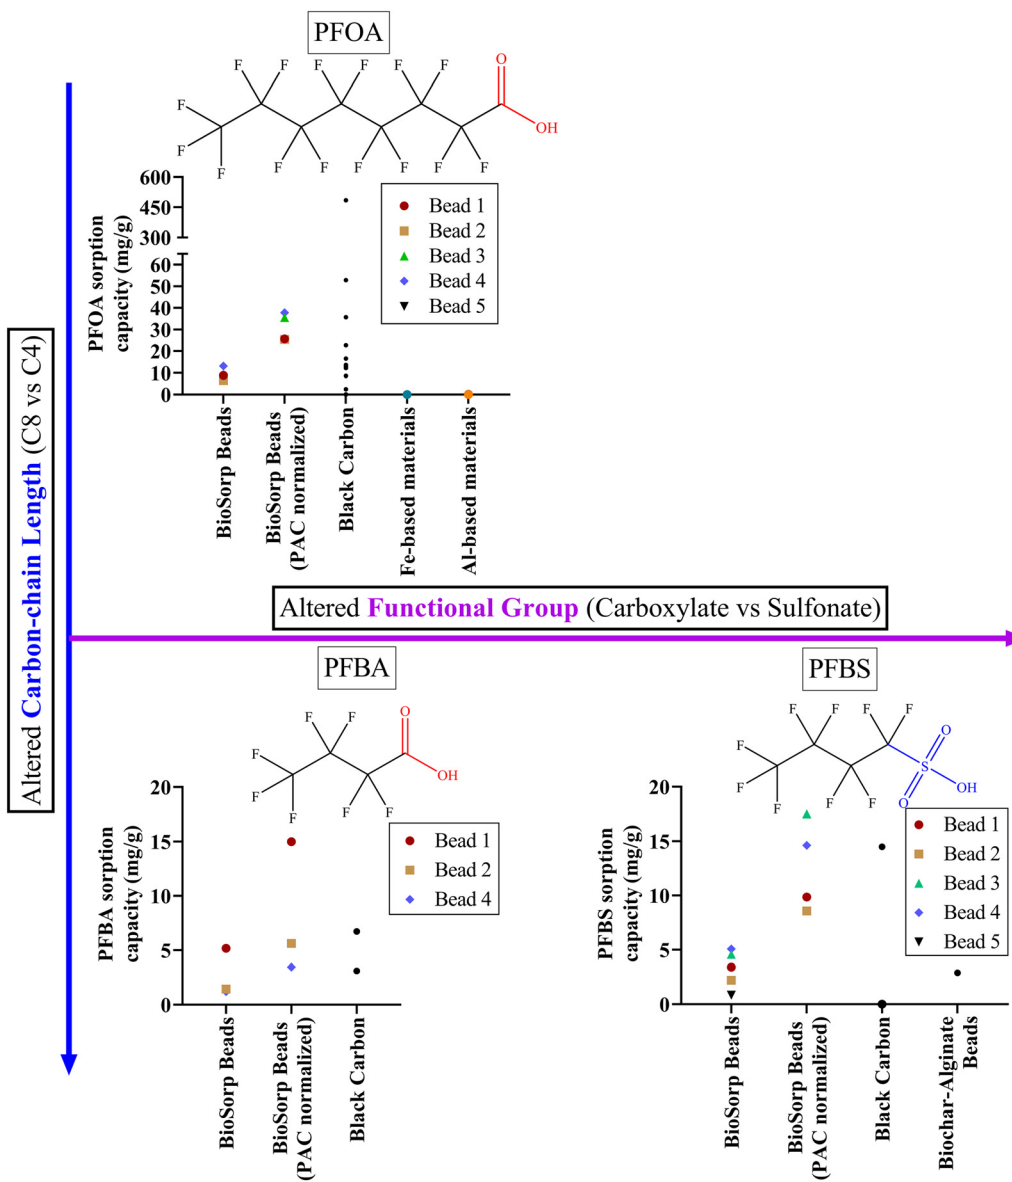 PFOA
O
F F F F F F
F
OH
F
F F F F F F F
600
450
300
60
50
40
30
20
10
0
PFOA sorption
capacity (mg/g)
Bead 1
Bead 2
Bead 3
Bead 4
Bead 5
BioSorp Beads
BioSorp Beads
(PAC normalized)
Black Carbon
Fe-based materials
Al-based materials
Altered Carbon-chain Length (C8 vs C4)
Altered Functional Group (Carboxylate vs Sulfonate)
PFBA
O
F F
F
OH
F
F F F
20
15
10
5
0
PFBA sorption
capacity (mg/g)
Bead 1
Bead 2
Bead 4
BioSorp Beads
BioSorp Beads
(PAC normalized)
Black Carbon
PFBS
F F F F
O
F
S
F
OH
F F F
O
20
15
10
5
0
PFBS sorption
capacity (mg/g)
Bead 1
Bead 2
Bead 3
Bead 4
Bead 5
BioSorp Beads
BioSorp Beads
(PAC normalized)
Black Carbon
Biochar-Alginate
Beads